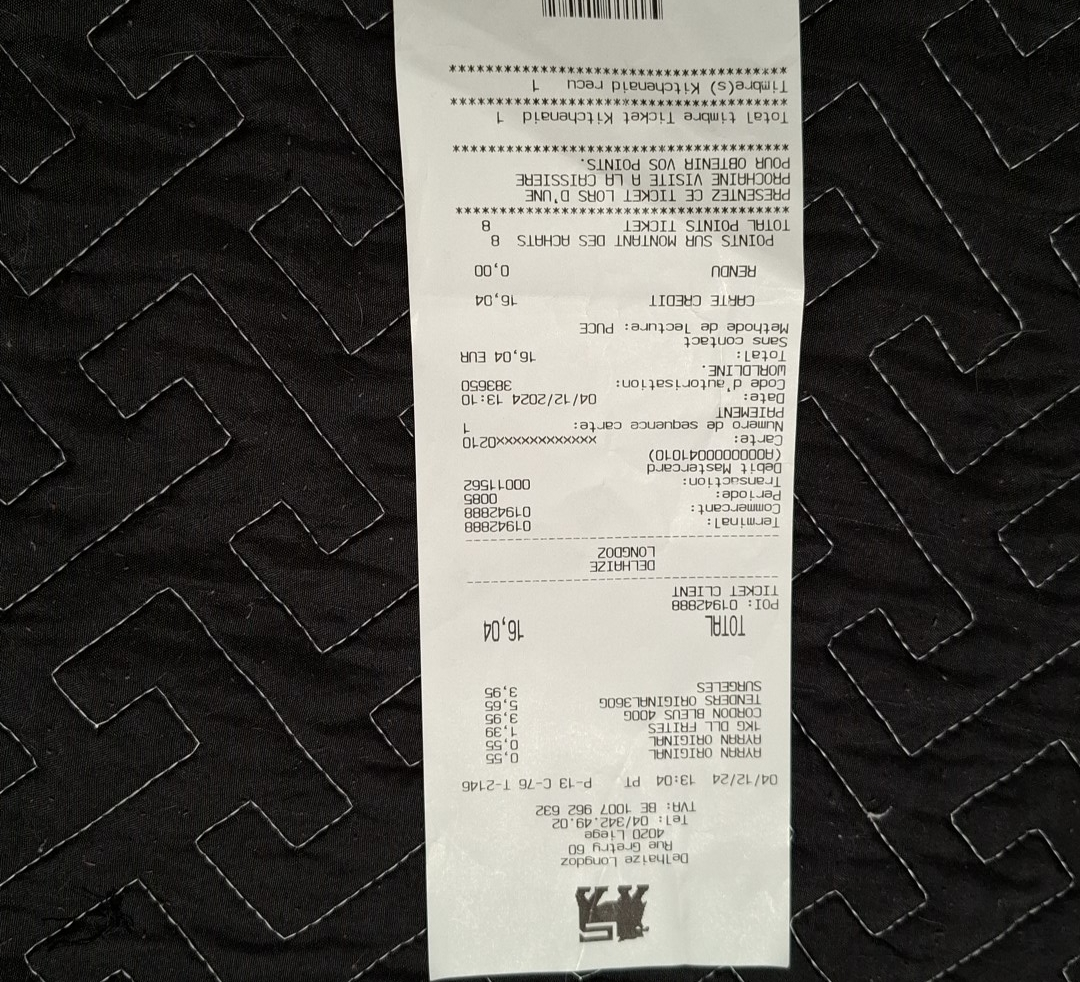 Delhaize Longdoz
Rue Gretry 60
4020 Liege
Tel: 04/342.49.02
TVA: BE 1007 962 632
04/12/24 13:04 PT P-13 C-76 T-2146
AYRAN ORIGINAL 0,55
AYRAN ORIGINAL 0,55
1KG DLL FRITES 1,39
CORDON BLEUS 400G 3,95
TENDERS ORIGINAL360G 5,65
SURGELES 3,95
TOTAL 16,04
POI: 01942888
TICKET CLIENT
DELHAIZE
LONGDOZ
Terminal: 01942888
Commercant: 01942888
Periode: 0085
Transaction: 00011562
Debit Mastercard
(A0000000041010)
Carte: xxxxxxxxxxxxx0210
Numero de sequence carte: 1
PAIEMENT
Date: 04/12/2024 13:10
Code d'autorisation: 383650
WORLDLINE.
Total: 16,04 EUR
Sans contact
Methode de lecture: PUCE
CARTE CREDIT 16,04
RENDU 0,00
POINTS SUR MONTANT DES ACHATS 8
TOTAL POINTS TICKET 8
PRESENTEZ CE TICKET LORS D'UNE
PROCHAINE VISITE A LA CAISSIERE
POUR OBTENIR VOS POINTS.
Total timbre Ticket Kitchenaid 1
Timbre(s) Kitchenaid recu 1